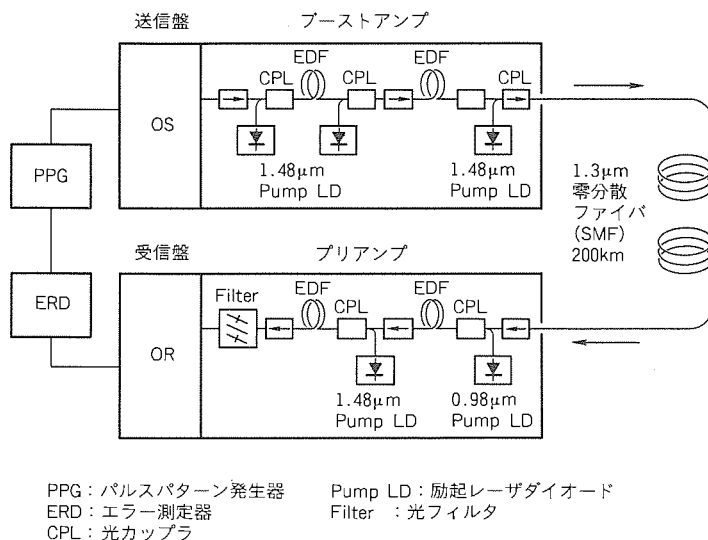 送信盤
ブーストアンプ
EDF
EDF
CPL
CPL
CPL
OS
1.48μm
Pump LD
1.48μm
Pump LD
PPG
1.3μm
零分散
ファイバ
(SMF)
200km
受信盤
プリアンプ
ERD
Filter
EDF
CPL
EDF
CPL
OR
1.48μm
Pump LD
0.98μm
Pump LD
PPG：パルスパターン発生器
Pump LD：励起レーザダイオード
ERD：エラー測定器
Filter ：光フィルタ
CPL：光カップラ